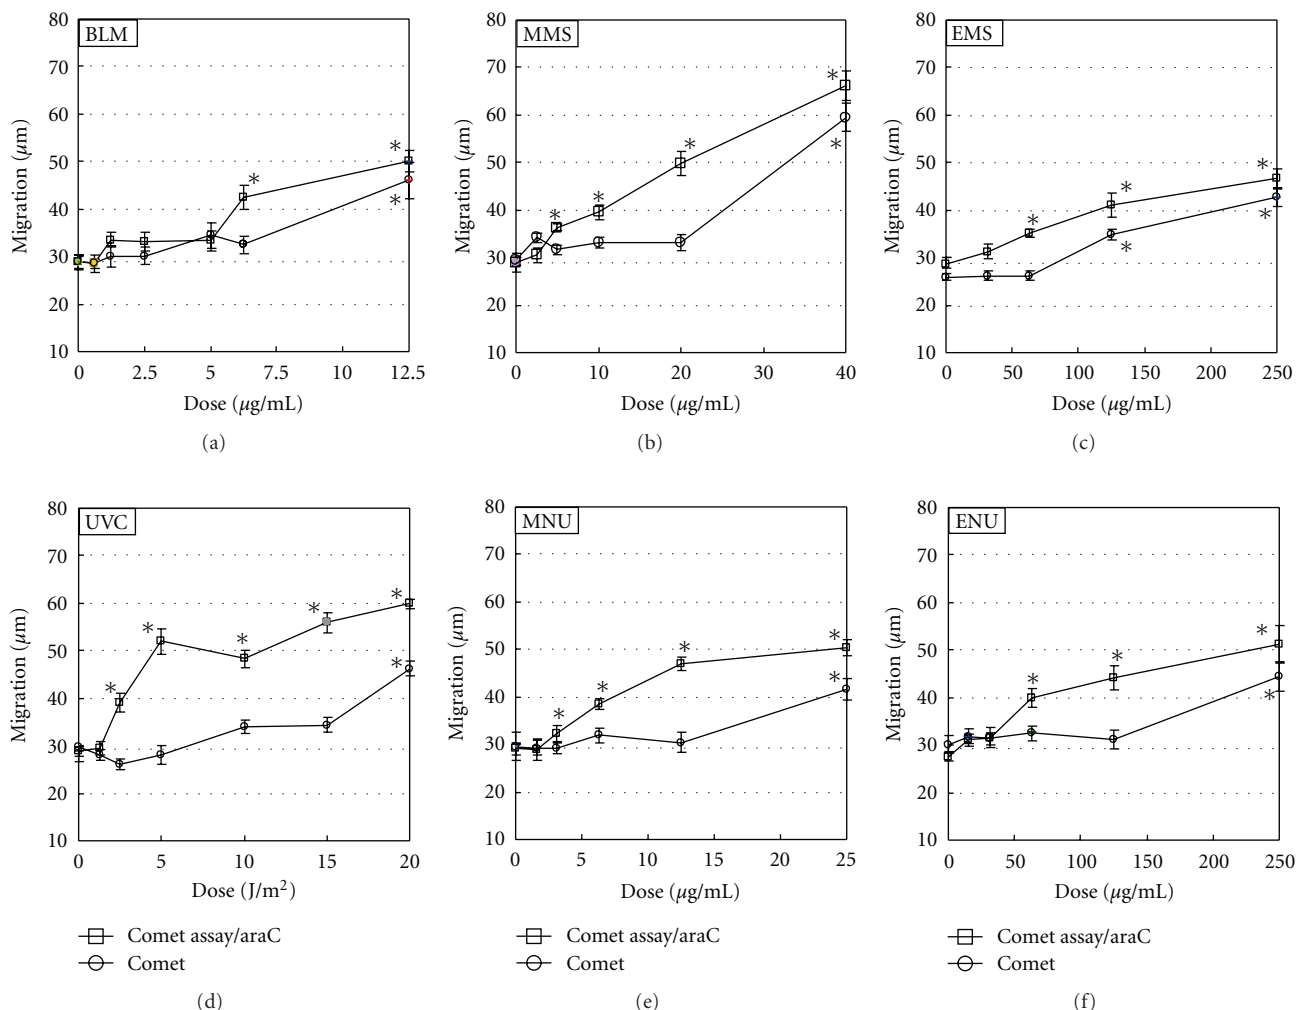 BLM
80
70
60
50
40
30
20
10
Migration (μm)
0 2.5 5 7.5 10 12.5
Dose (μg/mL)
(a)
MMS
80
70
60
50
40
30
20
10
Migration (μm)
0 10 20 30 40
Dose (μg/mL)
(b)
EMS
80
70
60
50
40
30
20
10
Migration (μm)
0 50 100 150 200 250
Dose (μg/mL)
(c)
UVC
80
70
60
50
40
30
20
10
Migration (μm)
0 5 10 15 20
Dose (J/m²)
Comet assay/araC
Comet
(d)
MNU
80
70
60
50
40
30
20
10
Migration (μm)
0 5 10 15 20 25
Dose (μg/mL)
Comet assay/araC
Comet
(e)
ENU
80
70
60
50
40
30
20
10
Migration (μm)
0 50 100 150 200 250
Dose (μg/mL)
Comet assay/araC
Comet
(f)